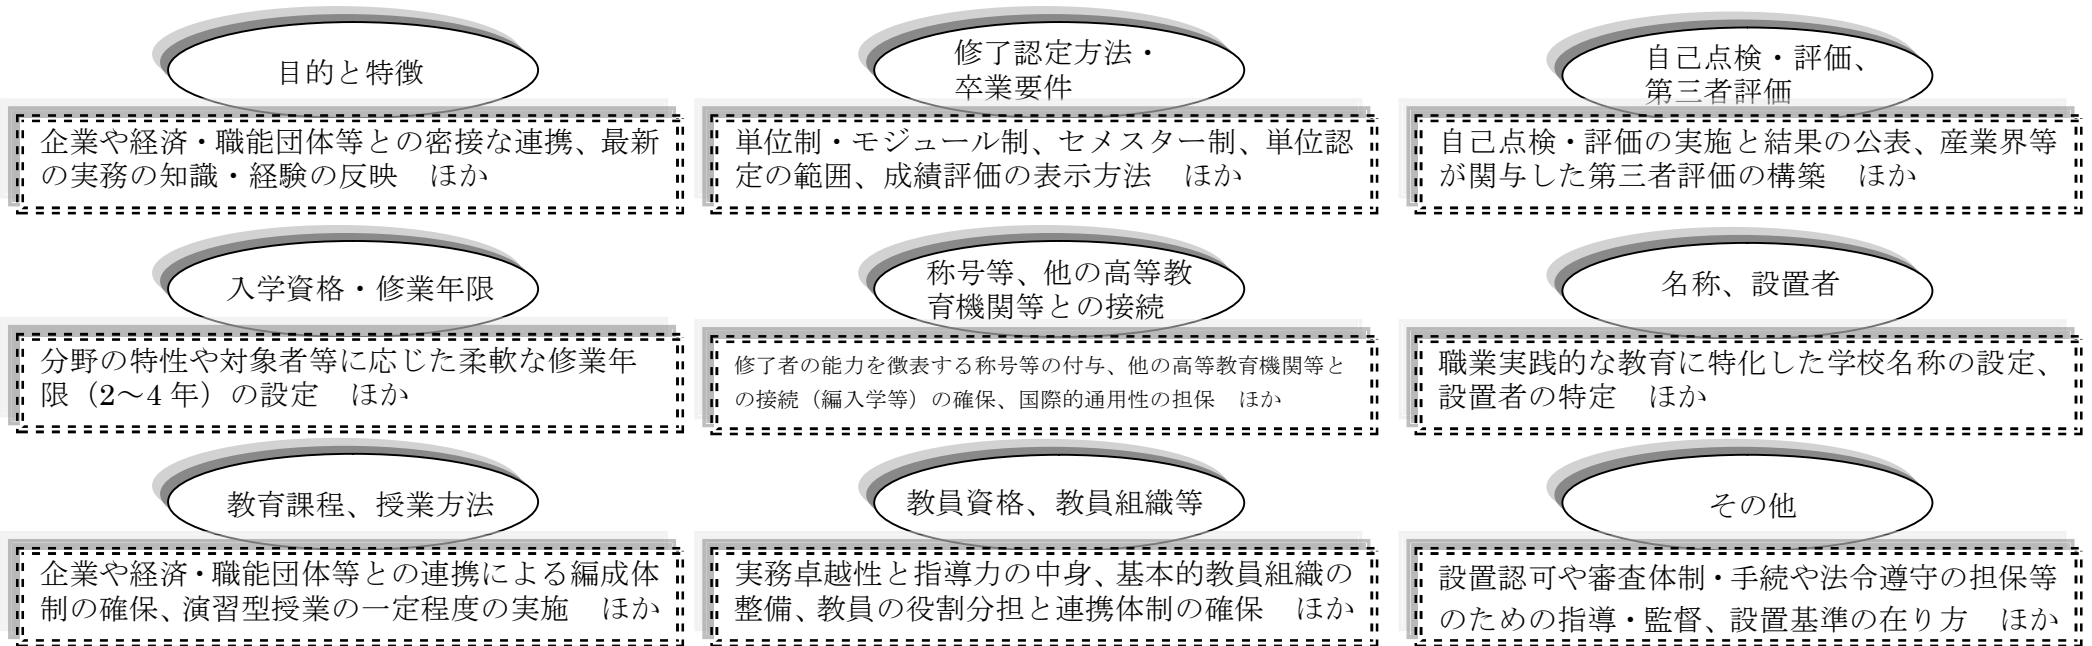 目的と特徴
企業や経済・職能団体等との密接な連携、最新
の実務の知識・経験の反映　ほか
修了認定方法・
卒業要件
単位制・モジュール制、セメスター制、単位認
定の範囲、成績評価の表示方法　ほか
自己点検・評価、
第三者評価
自己点検・評価の実施と結果の公表、産業界等
が関与した第三者評価の構築　ほか
入学資格・修業年限
分野の特性や対象者等に応じた柔軟な修業年
限（2～4 年）の設定　ほか
称号等、他の高等教
育機関等との接続
修了者の能力を徴表する称号等の付与、他の高等教育機関等と
の接続（編入学等）の確保、国際的通用性の担保　ほか
名称、設置者
職業実践的な教育に特化した学校名称の設定、
設置者の特定　ほか
教育課程、授業方法
企業や経済・職能団体等との連携による編成体
制の確保、演習型授業の一定程度の実施　ほか
教員資格、教員組織等
実務卓越性と指導力の中身、基本的教員組織の
整備、教員の役割分担と連携体制の確保　ほか
その他
設置認可や審査体制・手続や法令遵守の担保等
のための指導・監督、設置基準の在り方　ほか